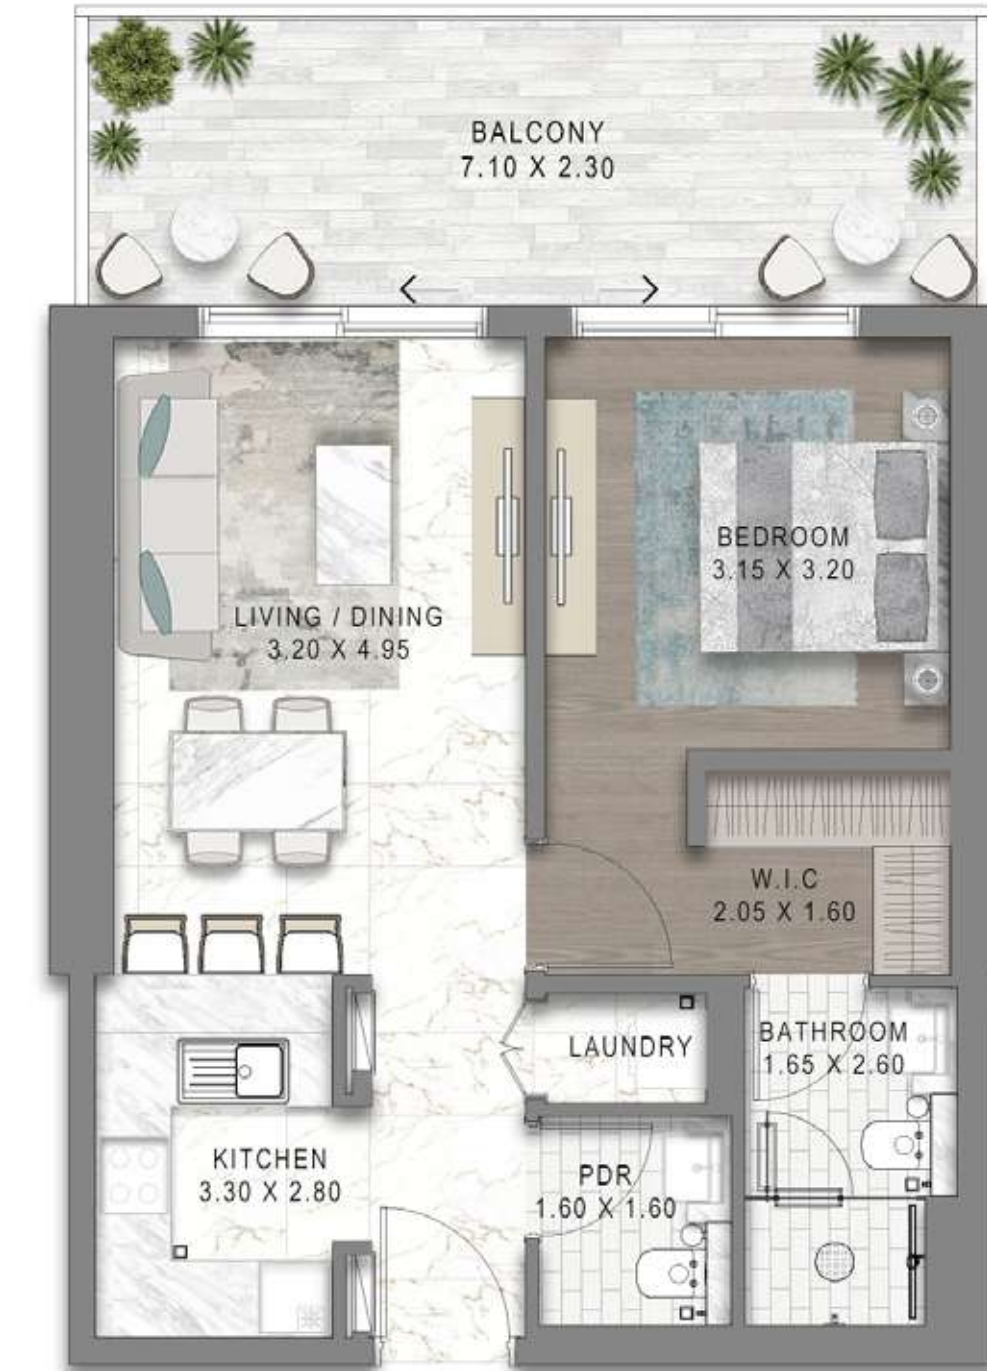 BALCONY
7.10 X 2.30
BEDROOM
3.15 X 3.20
LIVING / DINING
3.20 X 4.95
W.I.C
2.05 X 1.60
LAUNDRY
BATHROOM
1.65 X 2.60
KITCHEN
3.30 X 2.80
PDR
1.60 X 1.60